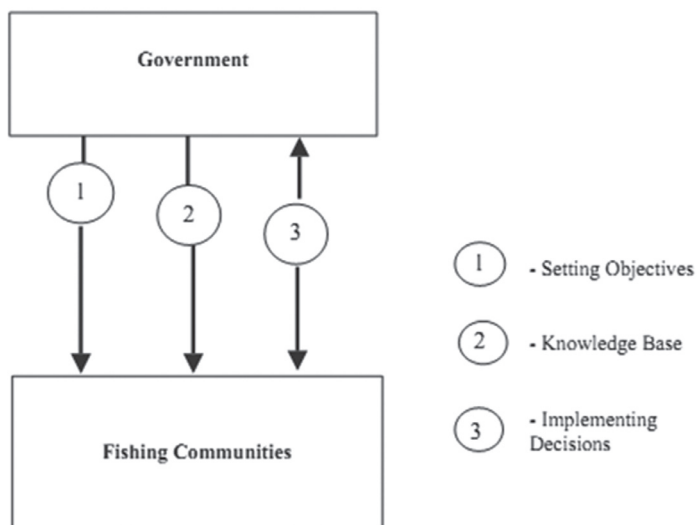 Government
1
2
3
1 - Setting Objectives
2 - Knowledge Base
3 - Implementing
Decisions
Fishing Communities